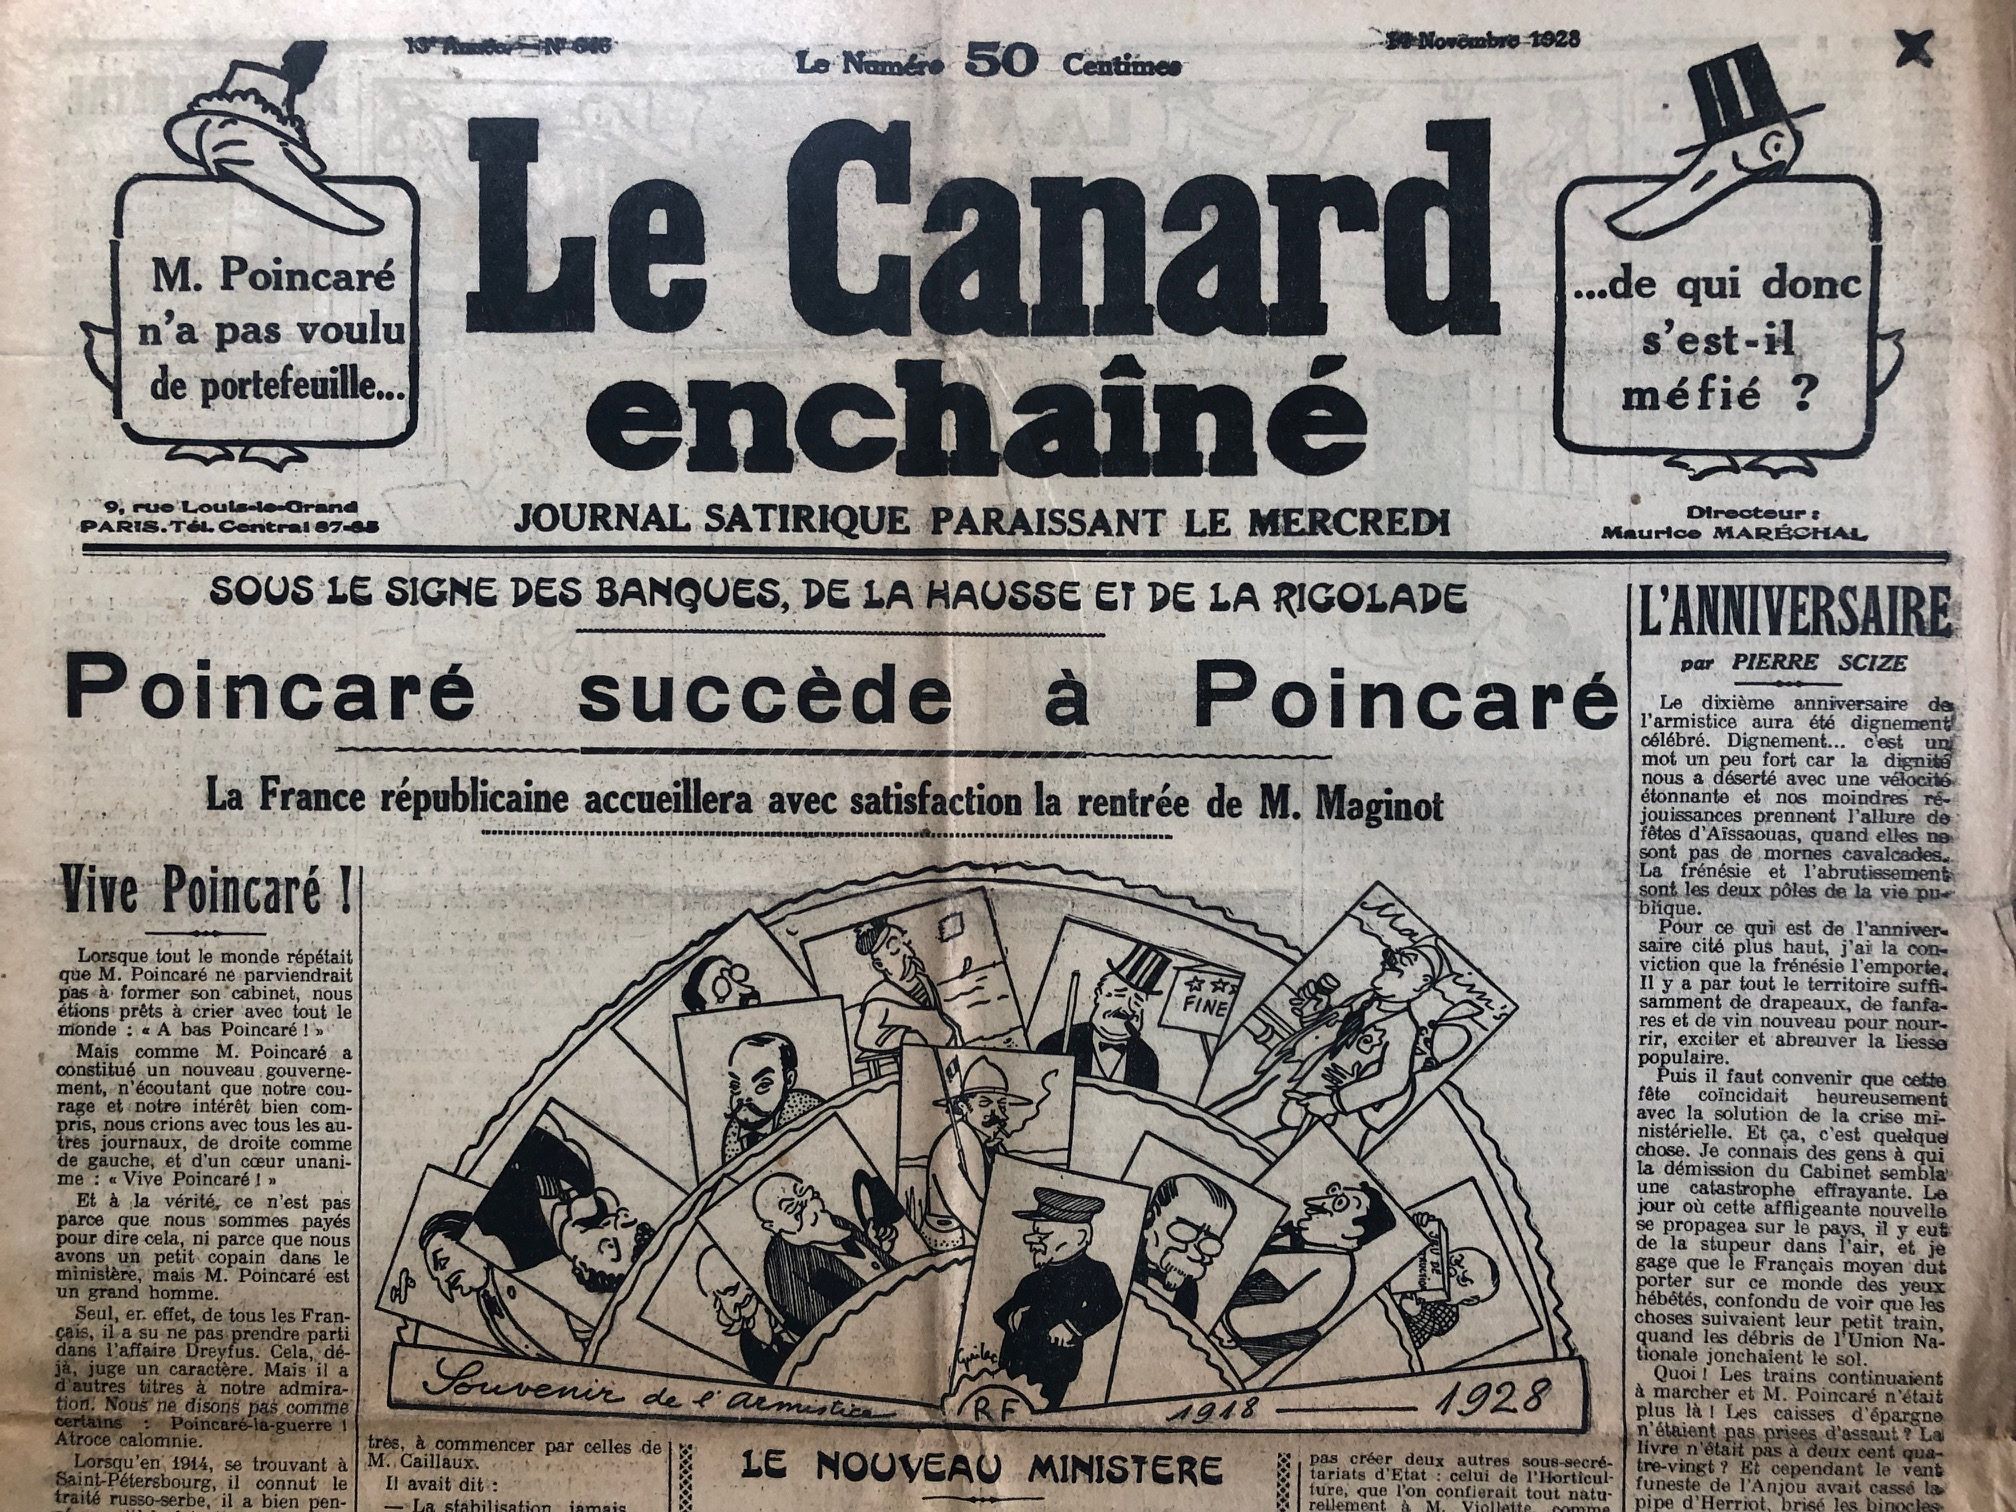 13e Année. — N° 646
Le Numéro 50 Centimes
14 Novembre 1928
M. Poincaré
n'a pas voulu
de portefeuille...
Le Canard
enchaîné
...de qui donc
s'est-il
méfié ?
9, rue Louis-le-Grand
PARIS. Tél. Central 67-65
JOURNAL SATIRIQUE PARAISSANT LE MERCREDI
Directeur :
Maurice MARÉCHAL
SOUS LE SIGNE DES BANQUES, DE LA HAUSSE ET DE LA RIGOLADE
Poincaré succède à Poincaré
La France républicaine accueillera avec satisfaction la rentrée de M. Maginot
Vive Poincaré !
Lorsque tout le monde répétait
que M. Poincaré ne parviendrait
pas à former son cabinet, nous
étions prêts à crier avec tout le
monde : « A bas Poincaré ! »
Mais comme M. Poincaré a
constitué un nouveau gouverne-
ment, n'écoutant que notre cou-
rage et notre intérêt bien com-
pris, nous crions avec tous les au-
tres journaux, de droite comme
de gauche, et d'un cœur unani-
me : « Vive Poincaré ! »
Et à la vérité, ce n'est pas
parce que nous sommes payés
pour dire cela, ni parce que nous
avons un petit copain dans le
ministère, mais M. Poincaré est
un grand homme.
Seul, en effet, de tous les Fran-
çais, il a su ne pas prendre parti
dans l'affaire Dreyfus. Cela, dé-
jà, juge un caractère. Mais il a
d'autres titres à notre admira-
tion. Nous ne disons pas comme
certains : Poincaré-la-guerre !
Atroce calomnie.
Lorsqu'en 1914, se trouvant à
Saint-Pétersbourg, il connut le
traité russo-serbe, il a bien pen-
FINE
Maxim's
Souvenir de l'Armistice
RF
1918 — 1928
très, à commencer par celles de
M. Caillaux.
Il avait dit :
— La stabilisation, jamais
LE NOUVEAU MINISTERE
pas créer deux autres sous-secré-
tariats d'Etat : celui de l'Horticul-
ture, que l'on confierait tout natu-
rellement à M. Viollette, comme
L'ANNIVERSAIRE
par PIERRE SCIZE
Le dixième anniversaire de
l'armistice aura été dignement
célébré. Dignement... c'est un
mot un peu fort car la dignité
nous a déserté avec une vélocité
étonnante et nos moindres ré-
jouissances prennent l'allure de
fêtes d'Aïssaouas, quand elles ne
sont pas de mornes cavalcades.
La frénésie et l'abrutissement
sont les deux pôles de la vie pu-
blique.
Pour ce qui est de l'anniver-
saire cité plus haut, j'ai la con-
viction que la frénésie l'emporte.
Il y a par tout le territoire suffi-
samment de drapeaux, de fanfa-
res et de vin nouveau pour nour-
rir, exciter et abreuver la liesse
populaire.
Puis il faut convenir que cette
fête coïncidait heureusement
avec la solution de la crise mi-
nistérielle. Et ça, c'est quelque
chose. Je connais des gens à qui
la démission du Cabinet sembla
une catastrophe effrayante. Le
jour où cette affligeante nouvelle
se propagea sur le pays, il y eut
de la stupeur dans l'air, et je
gage que le Français moyen dut
porter sur ce monde des yeux
hébétés, confondu de voir que les
choses suivaient leur petit train,
quand les débris de l'Union Na-
tionale jonchaient le sol.
Quoi ! Les trains continuaient
à marcher et M. Poincaré n'était
plus là ! Les caisses d'épargne
n'étaient pas prises d'assaut ? La
livre n'était pas à deux cent qua-
tre-vingt ? Et cependant le vent
funeste de l'Anjou avait cassé la
pipe d'Herriot, brisé les binocles